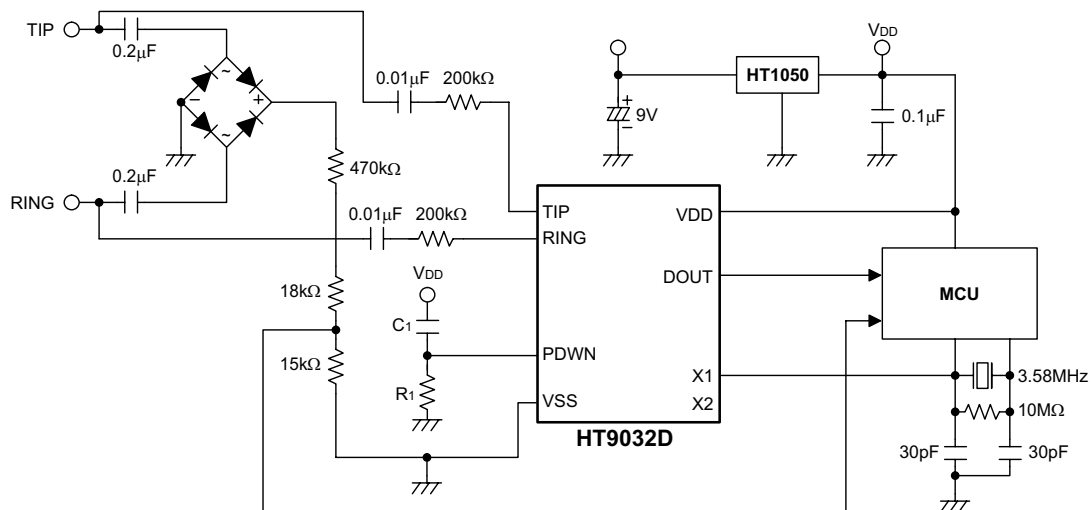 TIP
0.2μF
~
−
+
~
0.2μF
RING
0.01μF
200kΩ
470kΩ
0.01μF
200kΩ
18kΩ
15kΩ
VDD
C1
R1
TIP
RING
PDWN
VSS
VDD
DOUT
X1
X2
HT9032D
+
−
9V
HT1050
VDD
0.1μF
MCU
3.58MHz
10MΩ
30pF
30pF